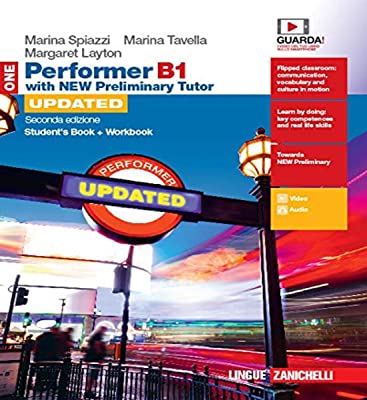 Marina Spiazzi Marina Tavella
Margaret Layton
ONE
Performer B1
with NEW Preliminary Tutor
UPDATED
Seconda edizione
Student's Book + Workbook
GUARDA!
Flipped classroom:
communication,
vocabulary and
culture in motion
Learn by doing:
key competences
and real life skills
Towards
NEW Preliminary
Video
Audio
PERFORMER
UPDATED
LINGUE ZANICHELLI